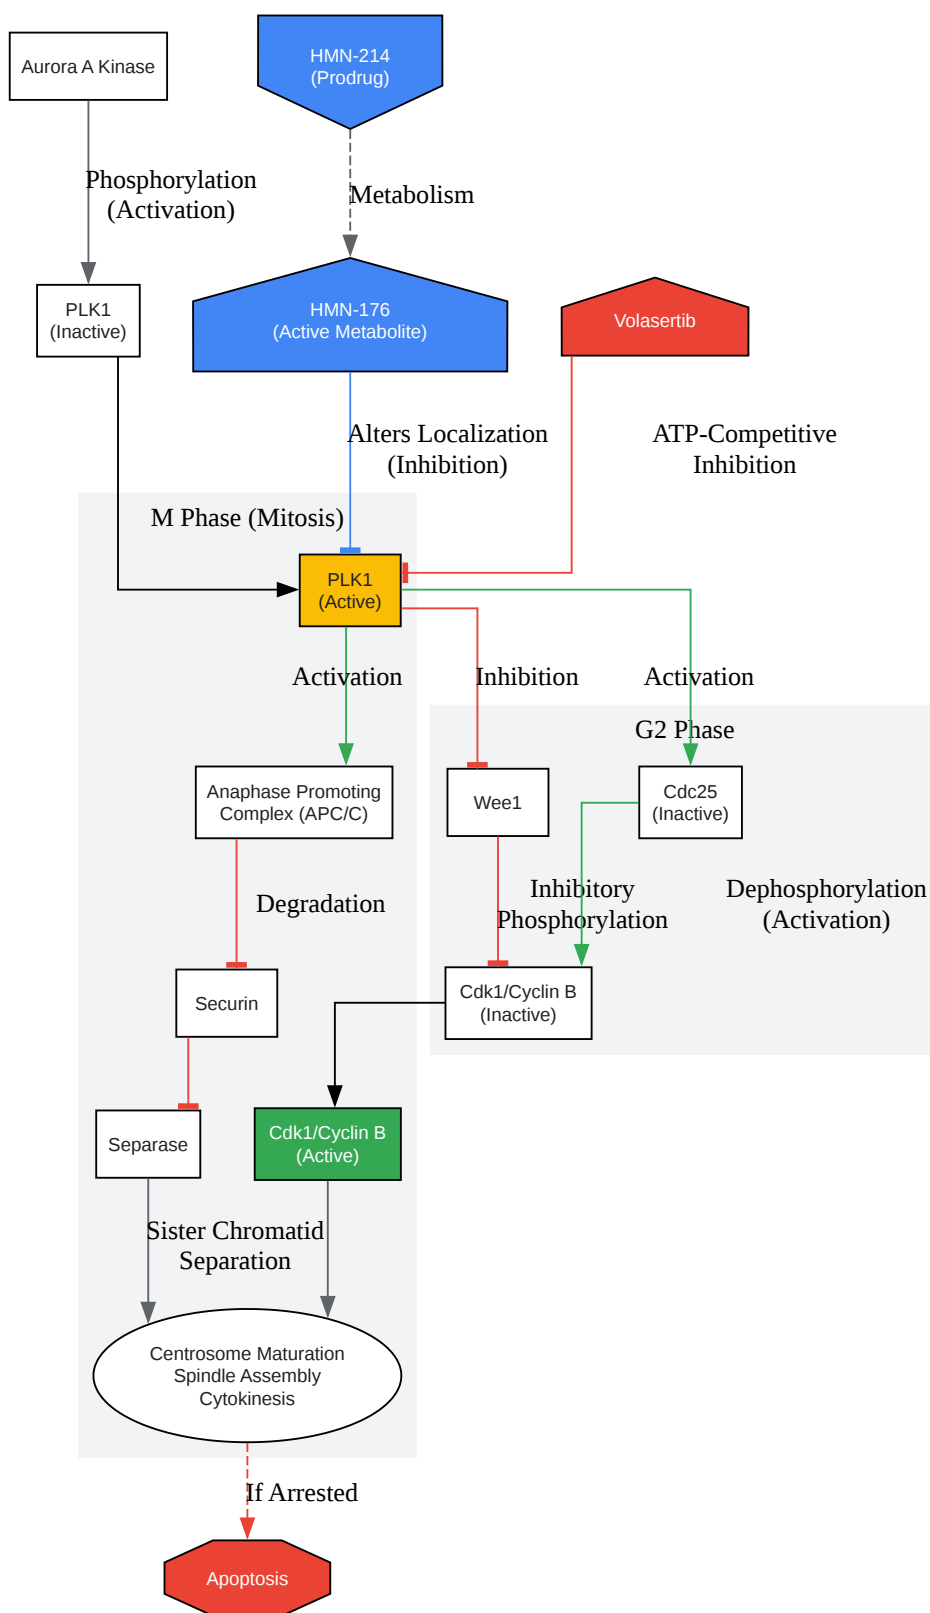 HMN-214
(Prodrug)
Aurora A Kinase
Phosphorylation
(Activation)
Metabolism
PLK1
(Inactive)
HMN-176
(Active Metabolite)
Volasertib
Alters Localization
(Inhibition)
ATP-Competitive
Inhibition
M Phase (Mitosis)
PLK1
(Active)
Activation
Inhibition
Activation
G2 Phase
Anaphase Promoting
Complex (APC/C)
Wee1
Cdc25
(Inactive)
Degradation
Inhibitory
Phosphorylation
Dephosphorylation
(Activation)
Securin
Cdk1/Cyclin B
(Inactive)
Separase
Cdk1/Cyclin B
(Active)
Sister Chromatid
Separation
Centrosome Maturation
Spindle Assembly
Cytokinesis
If Arrested
Apoptosis